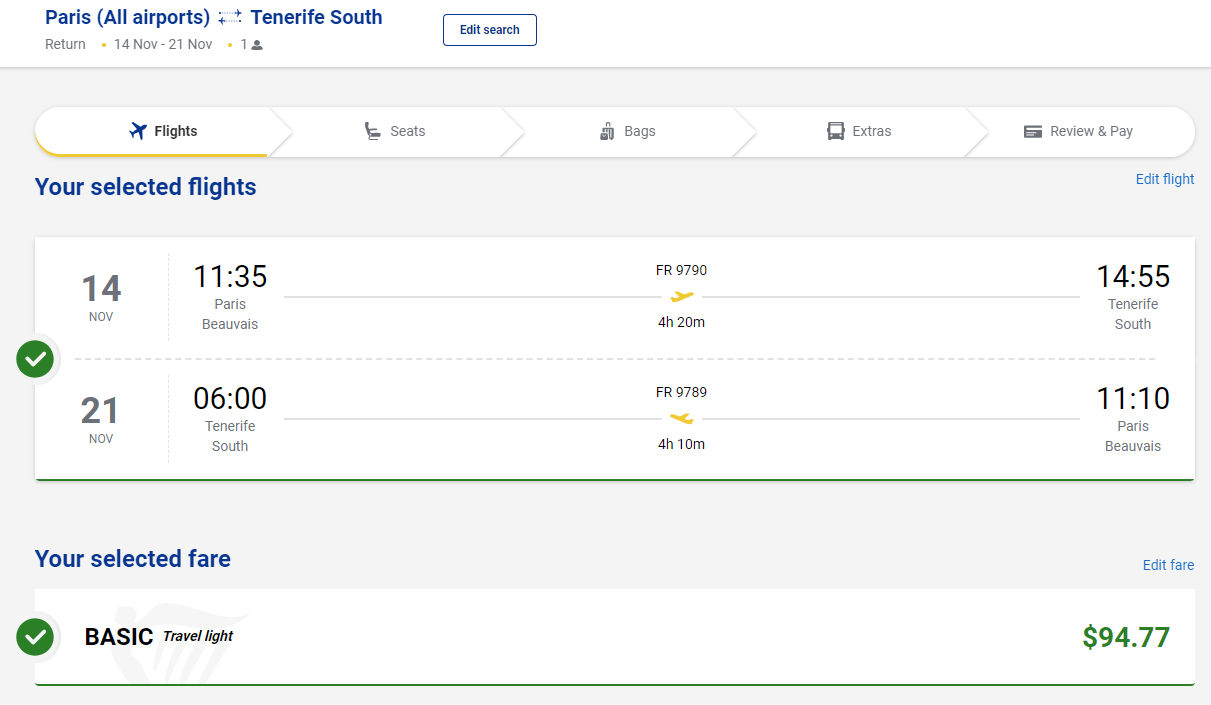 Paris (All airports) Tenerife South
Return • 14 Nov - 21 Nov • 1
Edit search
Flights
Seats
Bags
Extras
Review & Pay
Your selected flights
Edit flight
14
NOV
11:35
Paris
Beauvais
FR 9790
4h 20m
14:55
Tenerife
South
21
NOV
06:00
Tenerife
South
FR 9789
4h 10m
11:10
Paris
Beauvais
Your selected fare
Edit fare
BASIC Travel light
$94.77